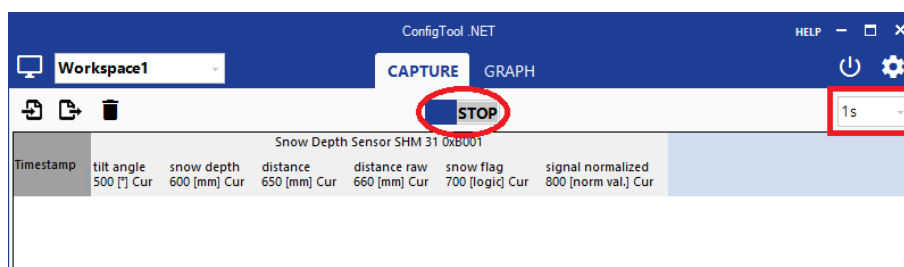 ConfigTool .NET
HELP
Workspace1
CAPTURE GRAPH
STOP
1s
Snow Depth Sensor SHM 31 0xB001
Timestamp
tilt angle snow depth distance distance raw snow flag signal normalized
500 [°] Cur 600 [mm] Cur 650 [mm] Cur 660 [mm] Cur 700 [logic] Cur 800 [norm val.] Cur